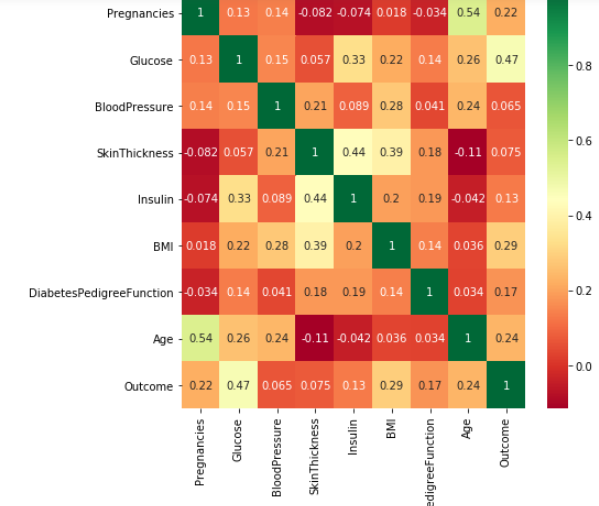 Pregnancies 1 0.13 0.14 -0.082 -0.074 0.018 -0.034 0.54 0.22
Glucose 0.13 1 0.15 0.057 0.33 0.22 0.14 0.26 0.47
BloodPressure 0.14 0.15 1 0.21 0.089 0.28 0.041 0.24 0.065
SkinThickness -0.082 0.057 0.21 1 0.44 0.39 0.18 -0.11 0.075
Insulin -0.074 0.33 0.089 0.44 1 0.2 0.19 -0.042 0.13
BMI 0.018 0.22 0.28 0.39 0.2 1 0.14 0.036 0.29
DiabetesPedigreeFunction -0.034 0.14 0.041 0.18 0.19 0.14 1 0.034 0.17
Age 0.54 0.26 0.24 -0.11 -0.042 0.036 0.034 1 0.24
Outcome 0.22 0.47 0.065 0.075 0.13 0.29 0.17 0.24 1
Pregnancies
Glucose
BloodPressure
SkinThickness
Insulin
BMI
edigreeFunction
Age
Outcome
0.8
0.6
0.4
0.2
0.0